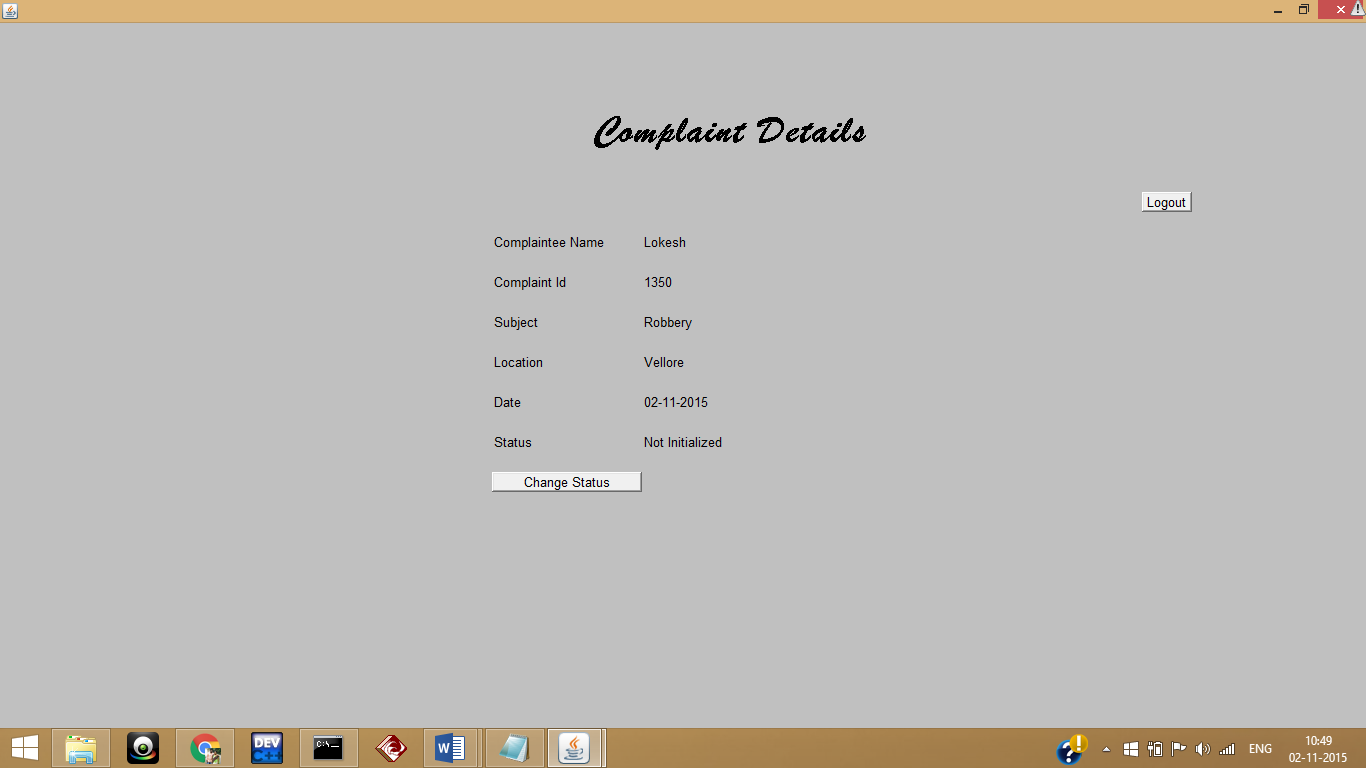 Complaint Details
Logout
Complaintee Name Lokesh
Complaint Id 1350
Subject Robbery
Location Vellore
Date 02-11-2015
Status Not Initialized
Change Status
DEV
C++
C:\_
W
ENG
10:49
02-11-2015